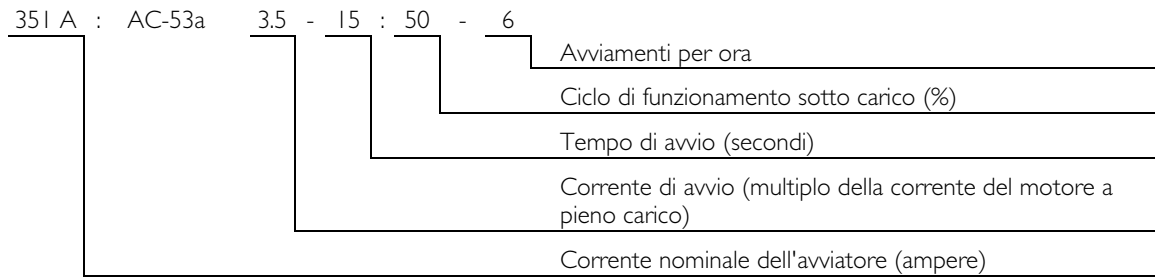 351 A : AC-53a 3.5 - 15 : 50 - 6
Avviamenti per ora
Ciclo di funzionamento sotto carico (%)
Tempo di avvio (secondi)
Corrente di avvio (multiplo della corrente del motore a
pieno carico)
Corrente nominale dell'avviatore (ampere)